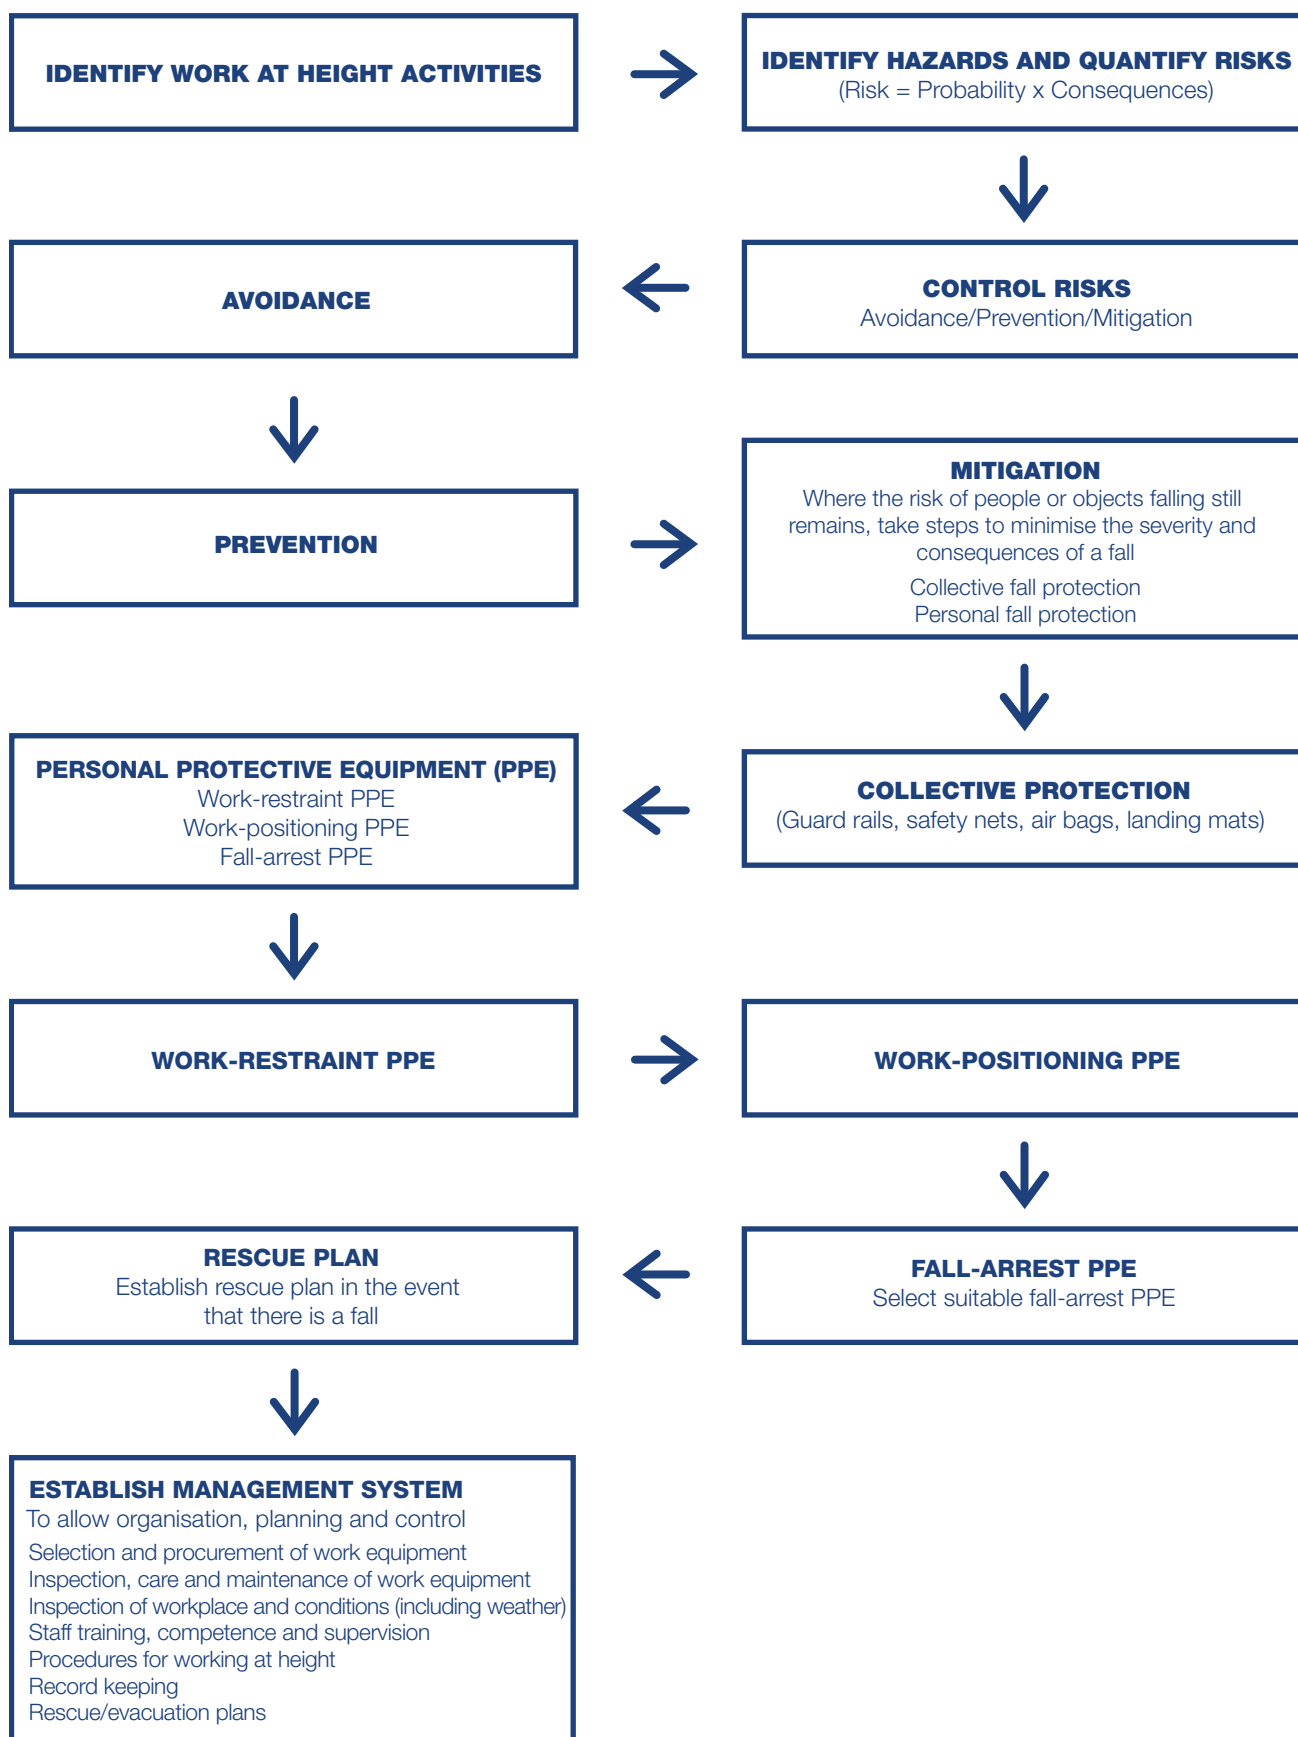 IDENTIFY WORK AT HEIGHT ACTIVITIES
IDENTIFY HAZARDS AND QUANTIFY RISKS
(Risk = Probability x Consequences)
CONTROL RISKS
Avoidance/Prevention/Mitigation
AVOIDANCE
PREVENTION
MITIGATION
Where the risk of people or objects falling still
remains, take steps to minimise the severity and
consequences of a fall
Collective fall protection
Personal fall protection
COLLECTIVE PROTECTION
(Guard rails, safety nets, air bags, landing mats)
PERSONAL PROTECTIVE EQUIPMENT (PPE)
Work-restraint PPE
Work-positioning PPE
Fall-arrest PPE
WORK-RESTRAINT PPE
WORK-POSITIONING PPE
FALL-ARREST PPE
Select suitable fall-arrest PPE
RESCUE PLAN
Establish rescue plan in the event
that there is a fall
ESTABLISH MANAGEMENT SYSTEM
To allow organisation, planning and control
Selection and procurement of work equipment
Inspection, care and maintenance of work equipment
Inspection of workplace and conditions (including weather)
Staff training, competence and supervision
Procedures for working at height
Record keeping
Rescue/evacuation plans